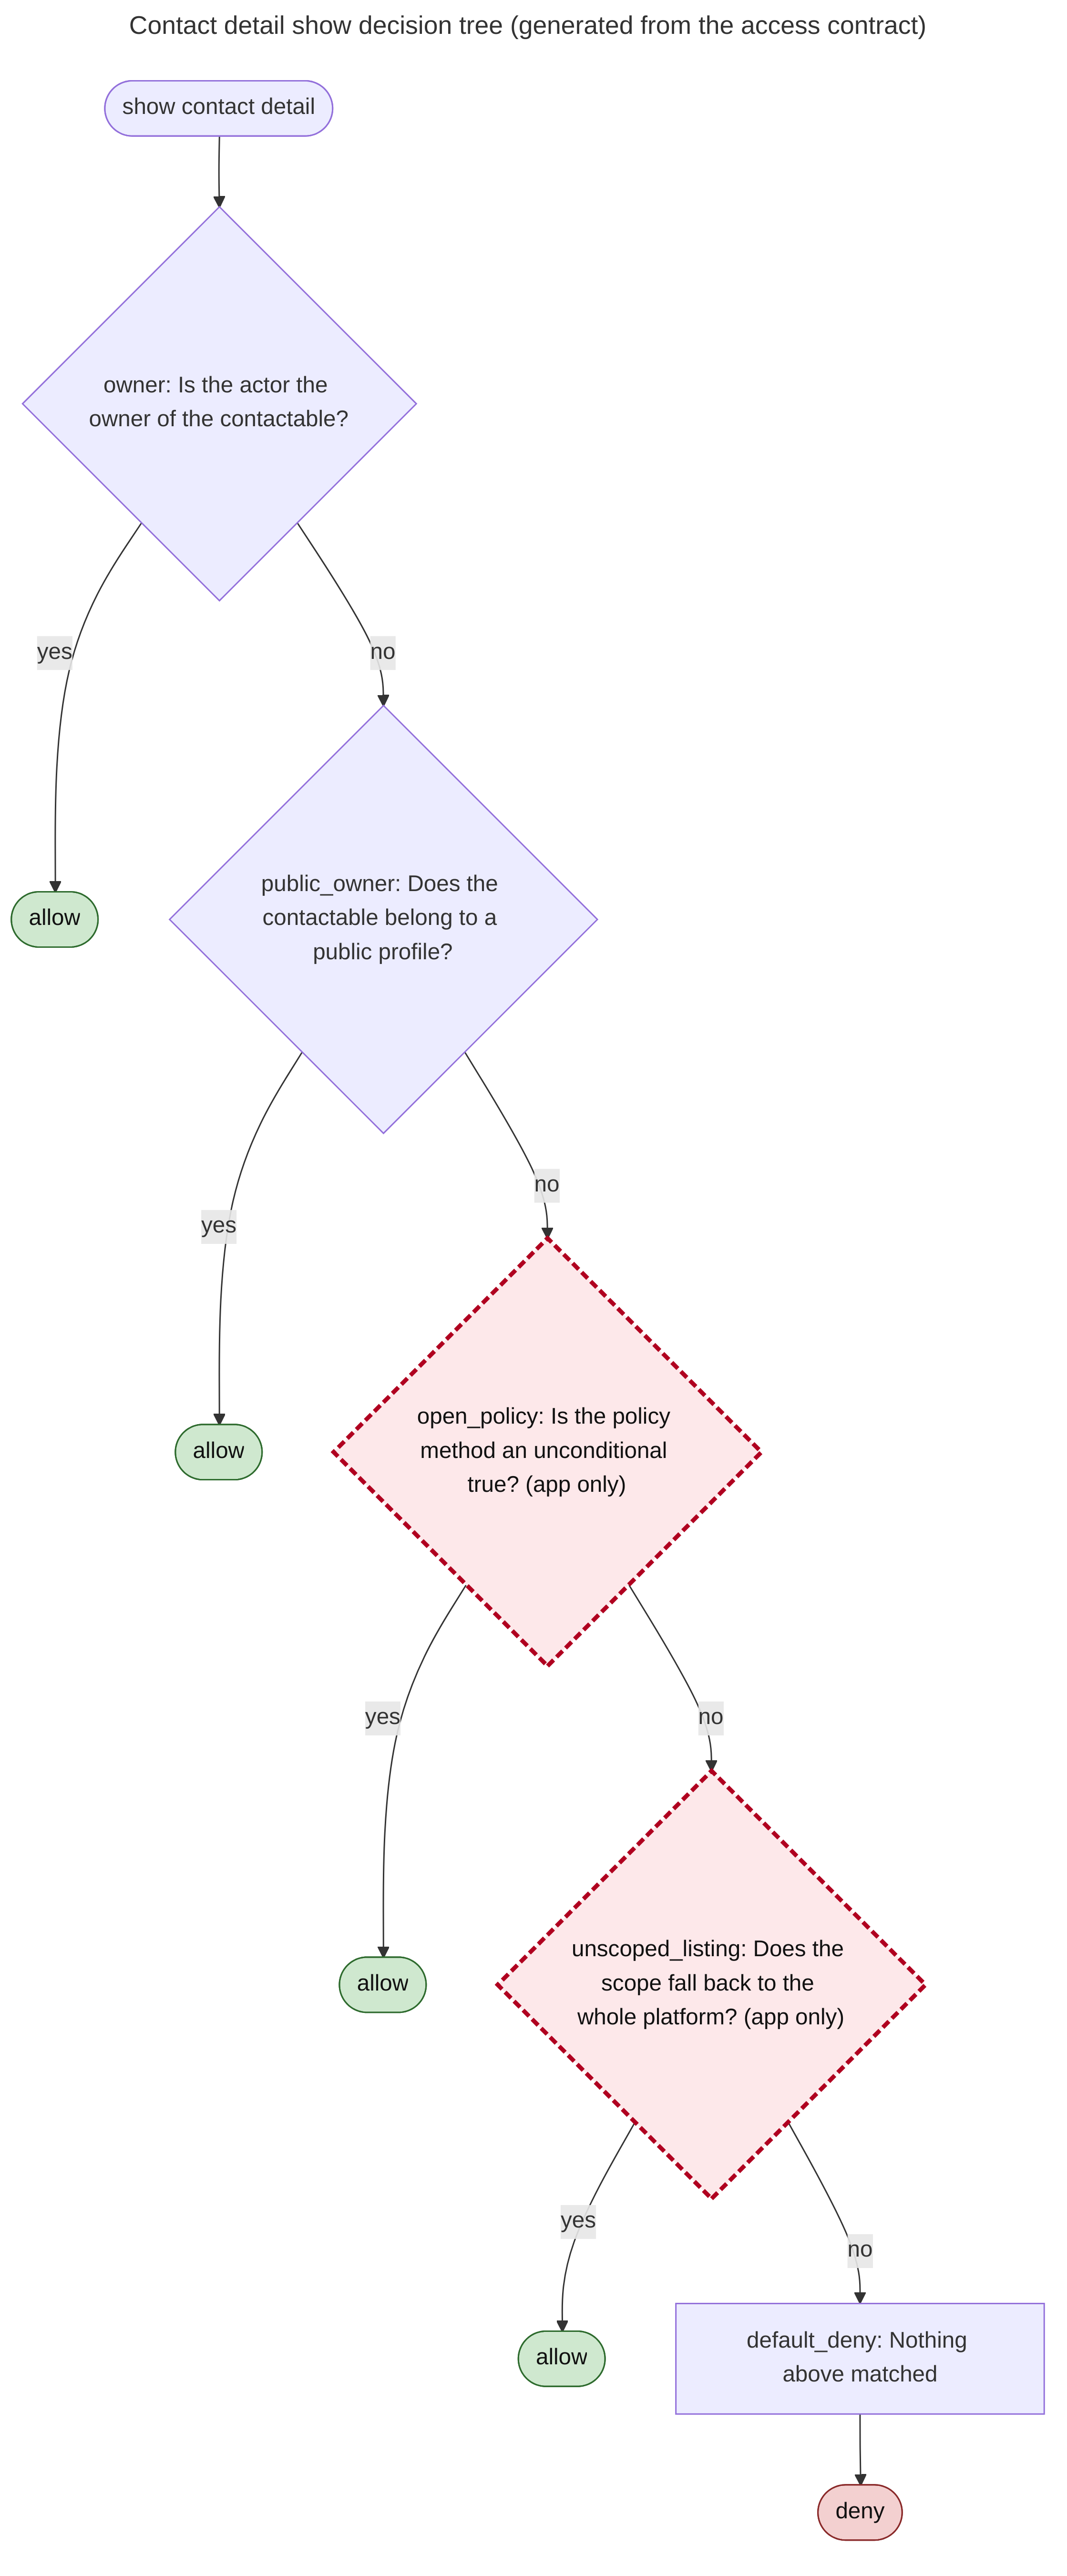 Contact detail show decision tree (generated from the access contract)
show contact detail
owner: Is the actor the
owner of the contactable?
yes
no
public_owner: Does the
contactable belong to a
public profile?
allow
yes
no
open_policy: Is the policy
method an unconditional
true? (app only)
allow
yes
no
unscoped_listing: Does the
scope fall back to the
whole platform? (app only)
allow
yes
no
default_deny: Nothing
above matched
allow
deny